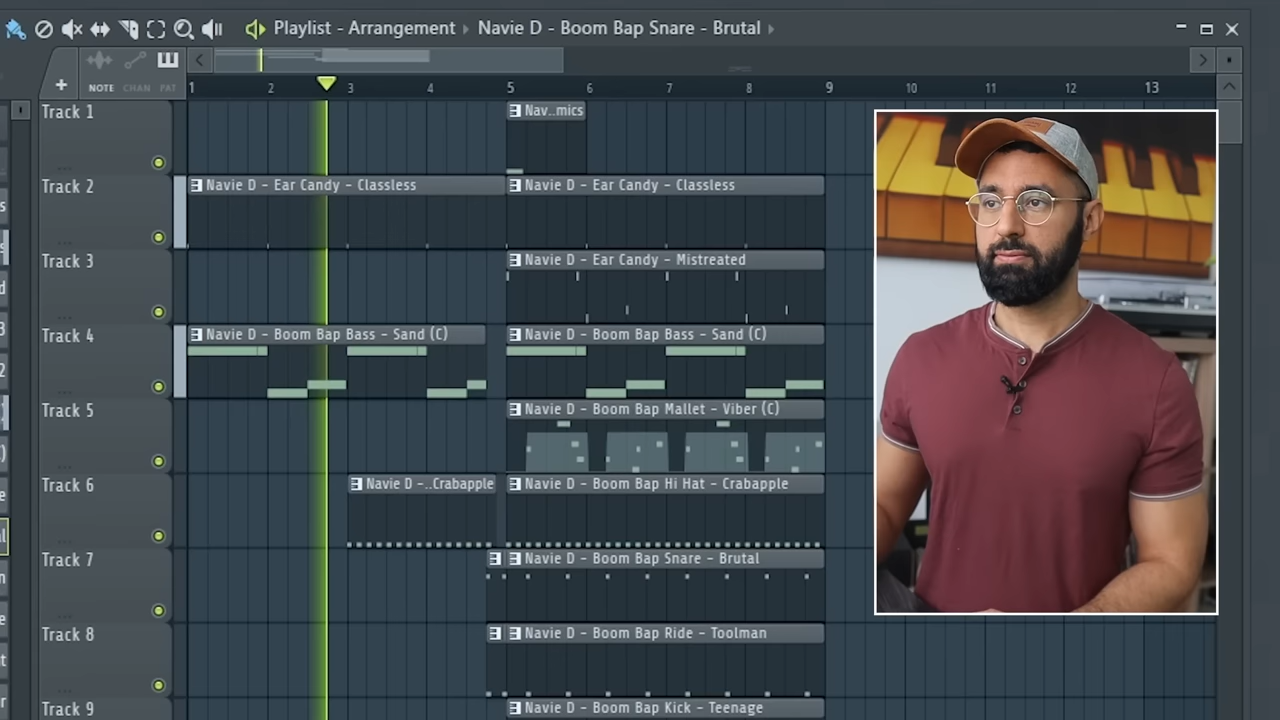 Playlist - Arrangement › Navie D - Boom Bap Snare - Brutal ›
NOTE CHAN PAT
1 2 3 4 5 6 7 8 9 10 11 12 13
Track 1
Nav..mics
Track 2
Navie D - Ear Candy - Classless
Navie D - Ear Candy - Classless
Track 3
Navie D - Ear Candy - Mistreated
Track 4
Navie D - Boom Bap Bass - Sand (C)
Navie D - Boom Bap Bass - Sand (C)
Track 5
Navie D - Boom Bap Mallet - Viber (C)
Track 6
Navie D -..Crabapple
Navie D - Boom Bap Hi Hat - Crabapple
Track 7
Navie D - Boom Bap Snare - Brutal
Track 8
Navie D - Boom Bap Ride - Toolman
Track 9
Navie D - Boom Bap Kick - Teenage